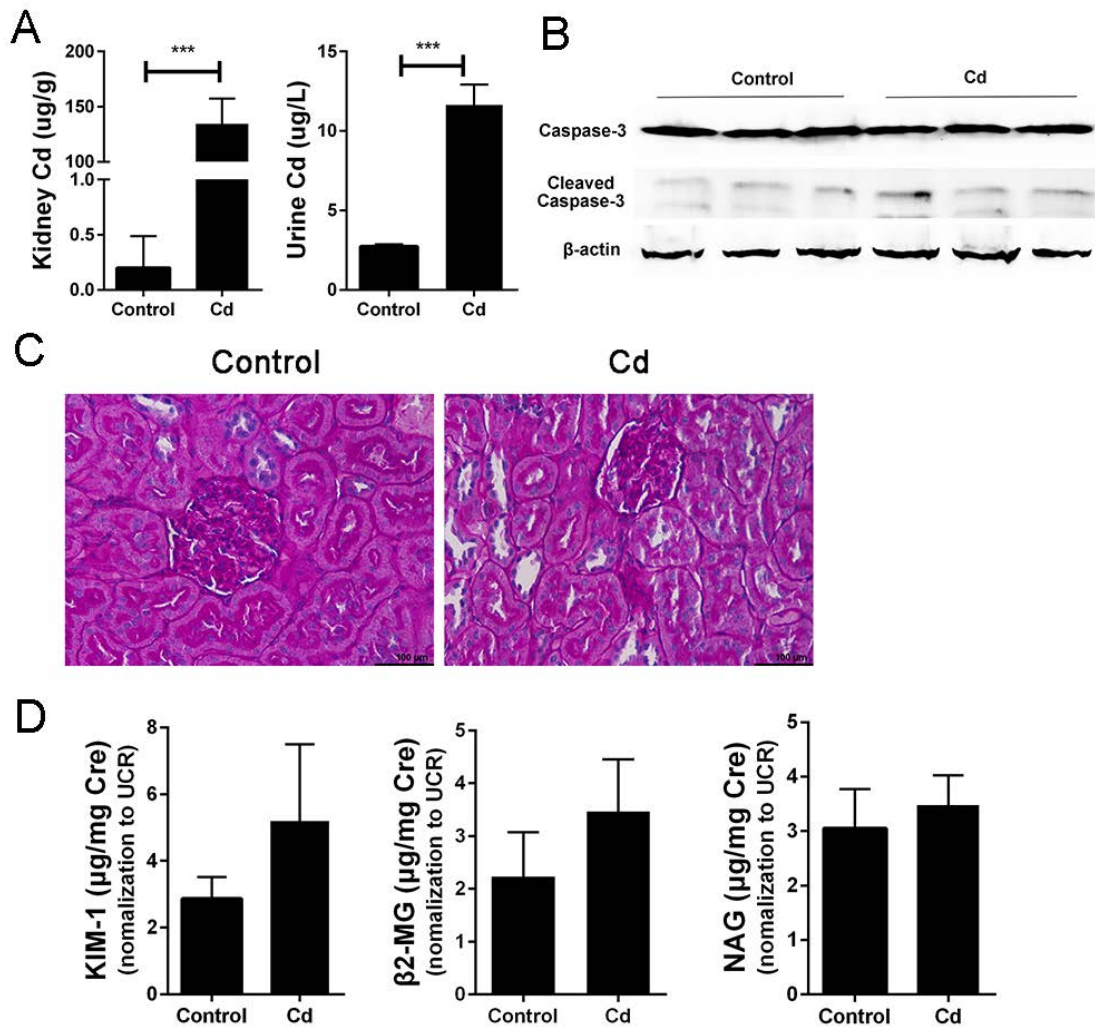 A
Kidney Cd (ug/g)
200
150
100
1.0
0.5
0.0
***
Control
Cd
Urine Cd (ug/L)
15
10
5
0
***
Control
Cd
B
Control
Cd
Caspase-3
Cleaved
Caspase-3
β-actin
C
Control
Cd
100 μm
100 μm
D
KIM-1 (μg/mg Cre)
(nomalization to UCR)
8
6
4
2
0
Control
Cd
β2-MG (μg/mg Cre)
(nomalization to UCR)
5
4
3
2
1
0
Control
Cd
NAG (μg/mg Cre)
(nomalization to UCR)
5
4
3
2
1
0
Control
Cd